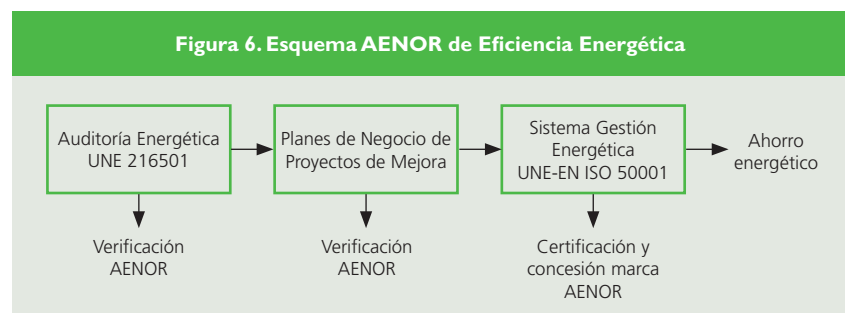 Figura 6. Esquema AENOR de Eficiencia Energética
Auditoría Energética
UNE 216501
Planes de Negocio de
Proyectos de Mejora
Sistema Gestión
Energética
UNE-EN ISO 50001
Ahorro
energético
Verificación
AENOR
Verificación
AENOR
Certificación y
concesión marca
AENOR